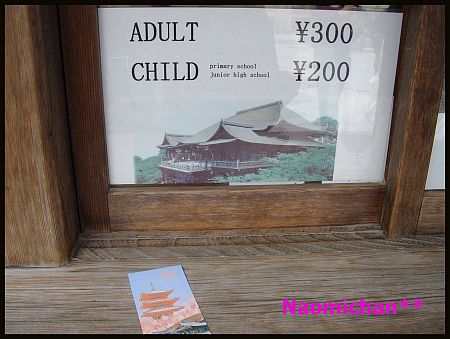 ADULT ¥300
CHILD primary school junior high school ¥200
Naomichan**